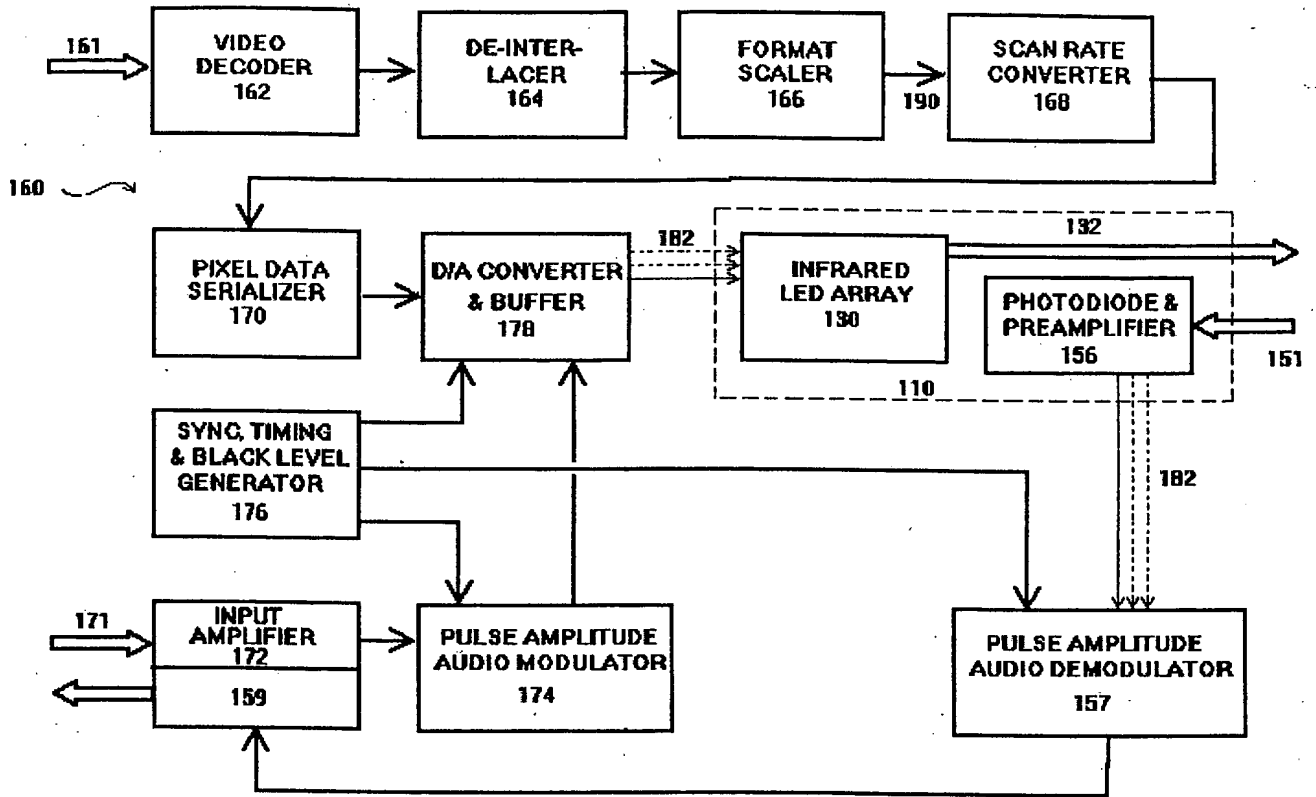 161
VIDEO
DECODER
162
DE-INTER-
LACER
164
FORMAT
SCALER
166
190
SCAN RATE
CONVERTER
168
160
PIXEL DATA
SERIALIZER
170
D/A CONVERTER
& BUFFER
178
182
INFRARED
LED ARRAY
130
132
PHOTODIODE &
PREAMPLIFIER
156
151
110
SYNC, TIMING
& BLACK LEVEL
GENERATOR
176
182
171
INPUT
AMPLIFIER
172
159
PULSE AMPLITUDE
AUDIO MODULATOR
174
PULSE AMPLITUDE
AUDIO DEMODULATOR
157